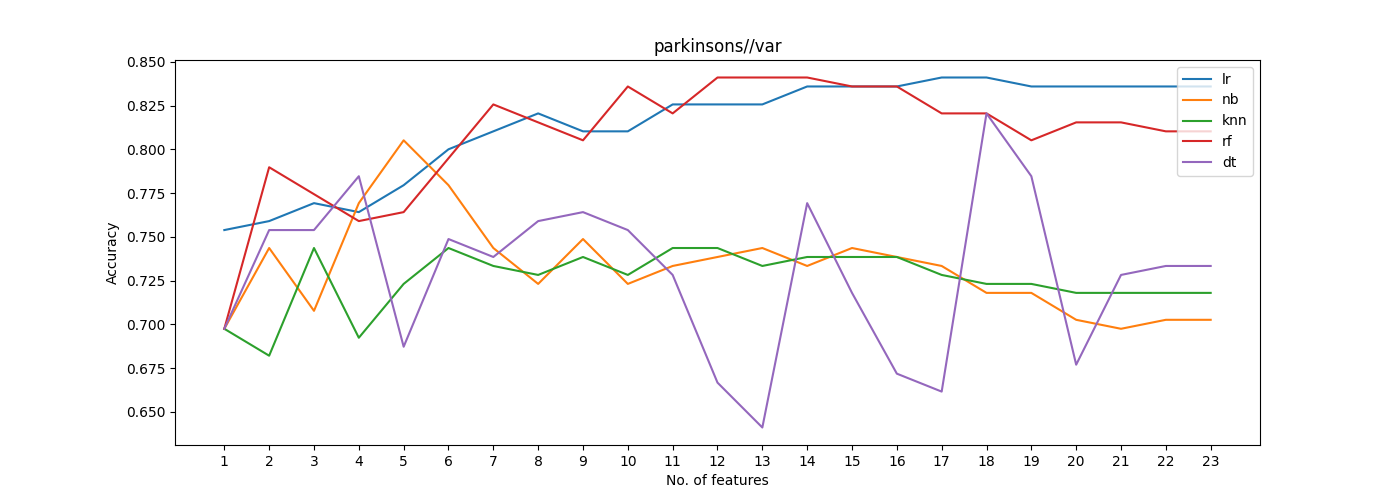 parkinsons//var
Accuracy
0.850
0.825
0.800
0.775
0.750
0.725
0.700
0.675
0.650
lr
nb
knn
rf
dt
1 2 3 4 5 6 7 8 9 10 11 12 13 14 15 16 17 18 19 20 21 22 23
No. of features